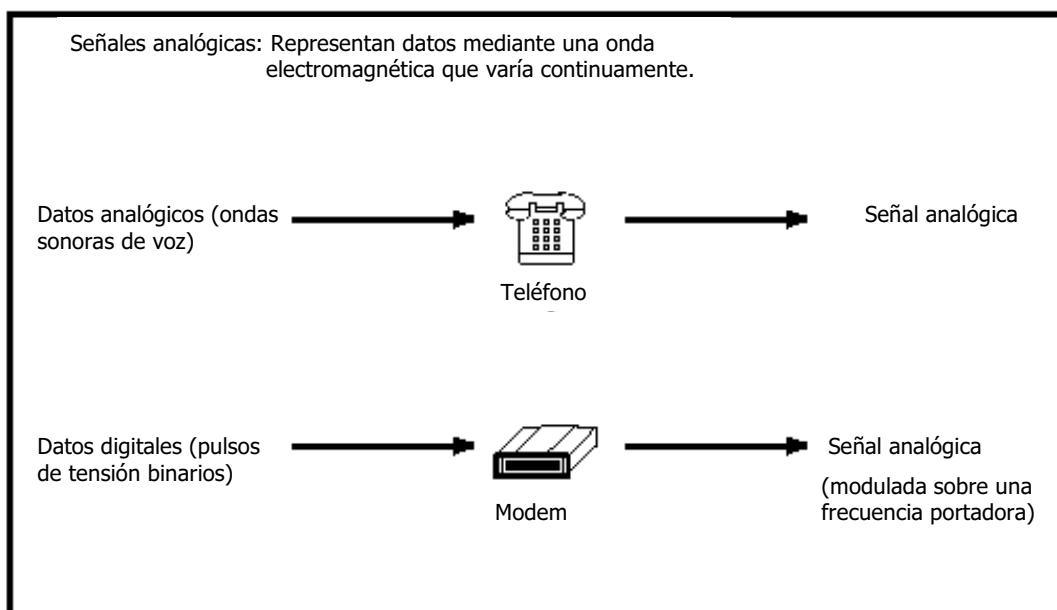 Señales analógicas: Representan datos mediante una onda
electromagnética que varía continuamente.
Datos analógicos (ondas
sonoras de voz)
Teléfono
Señal analógica
Datos digitales (pulsos
de tensión binarios)
Modem
Señal analógica
(modulada sobre una
frecuencia portadora)